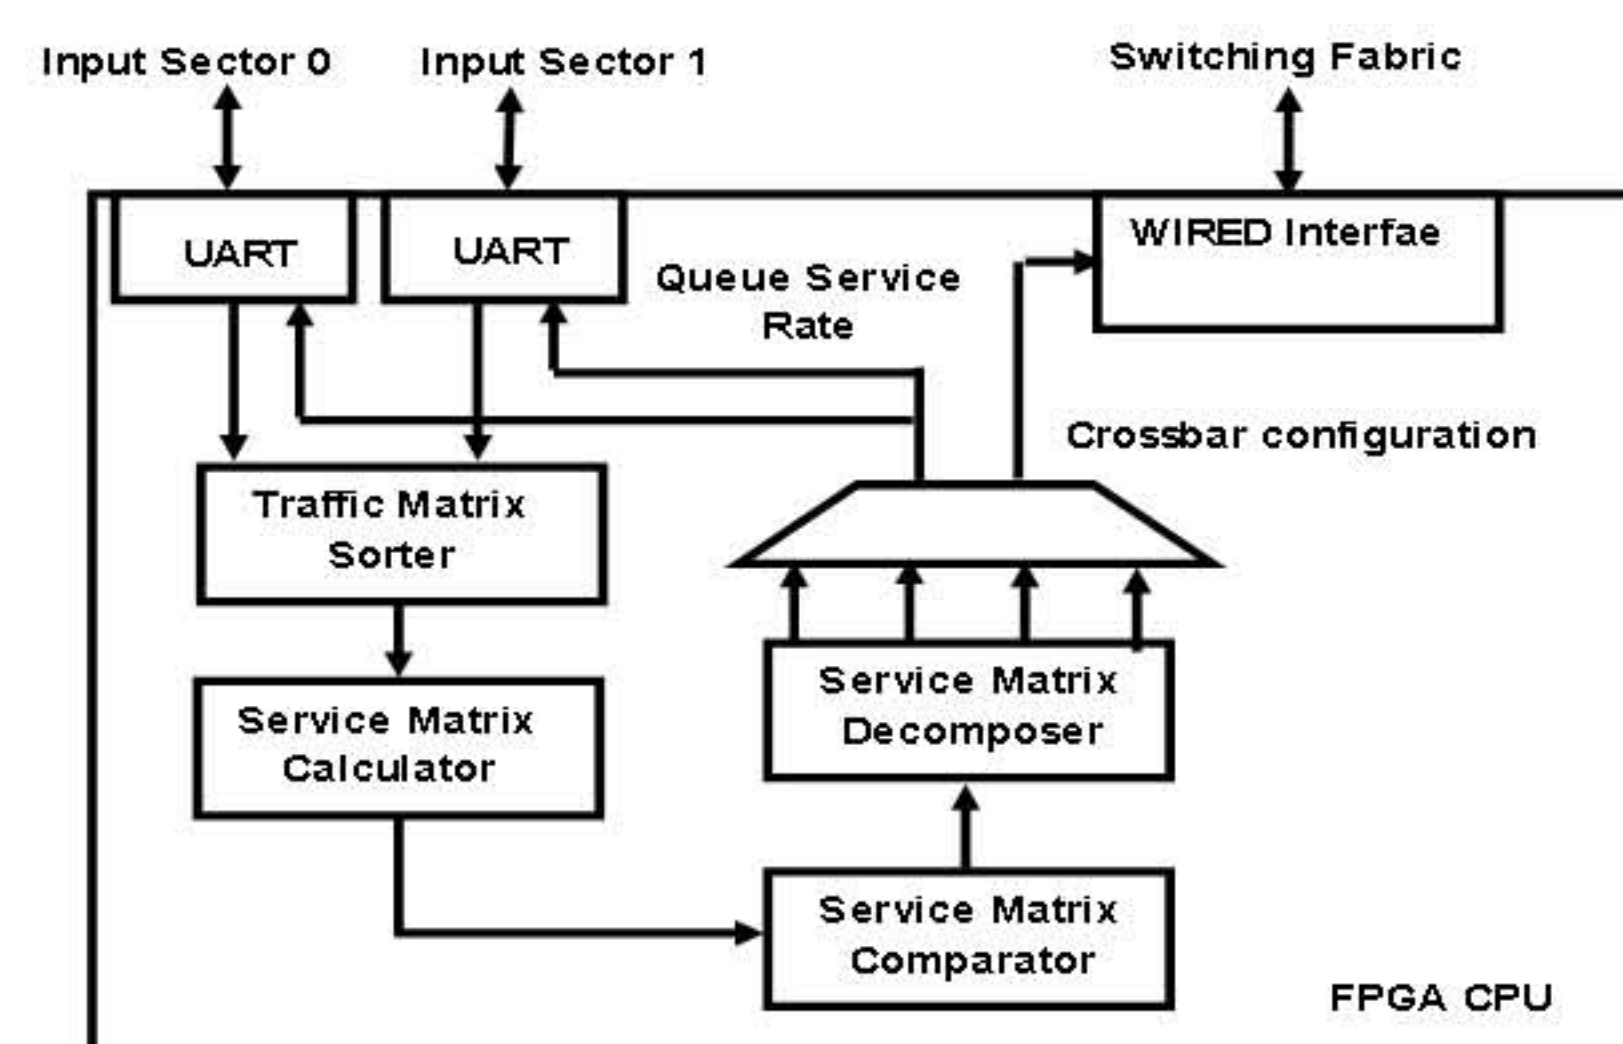 Input Sector 0
Input Sector 1
Switching Fabric
UART
UART
WIRED Interfae
Queue Service
Rate
Crossbar configuration
Traffic Matrix
Sorter
Service Matrix
Calculator
Service Matrix
Decomposer
Service Matrix
Comparator
FPGA CPU